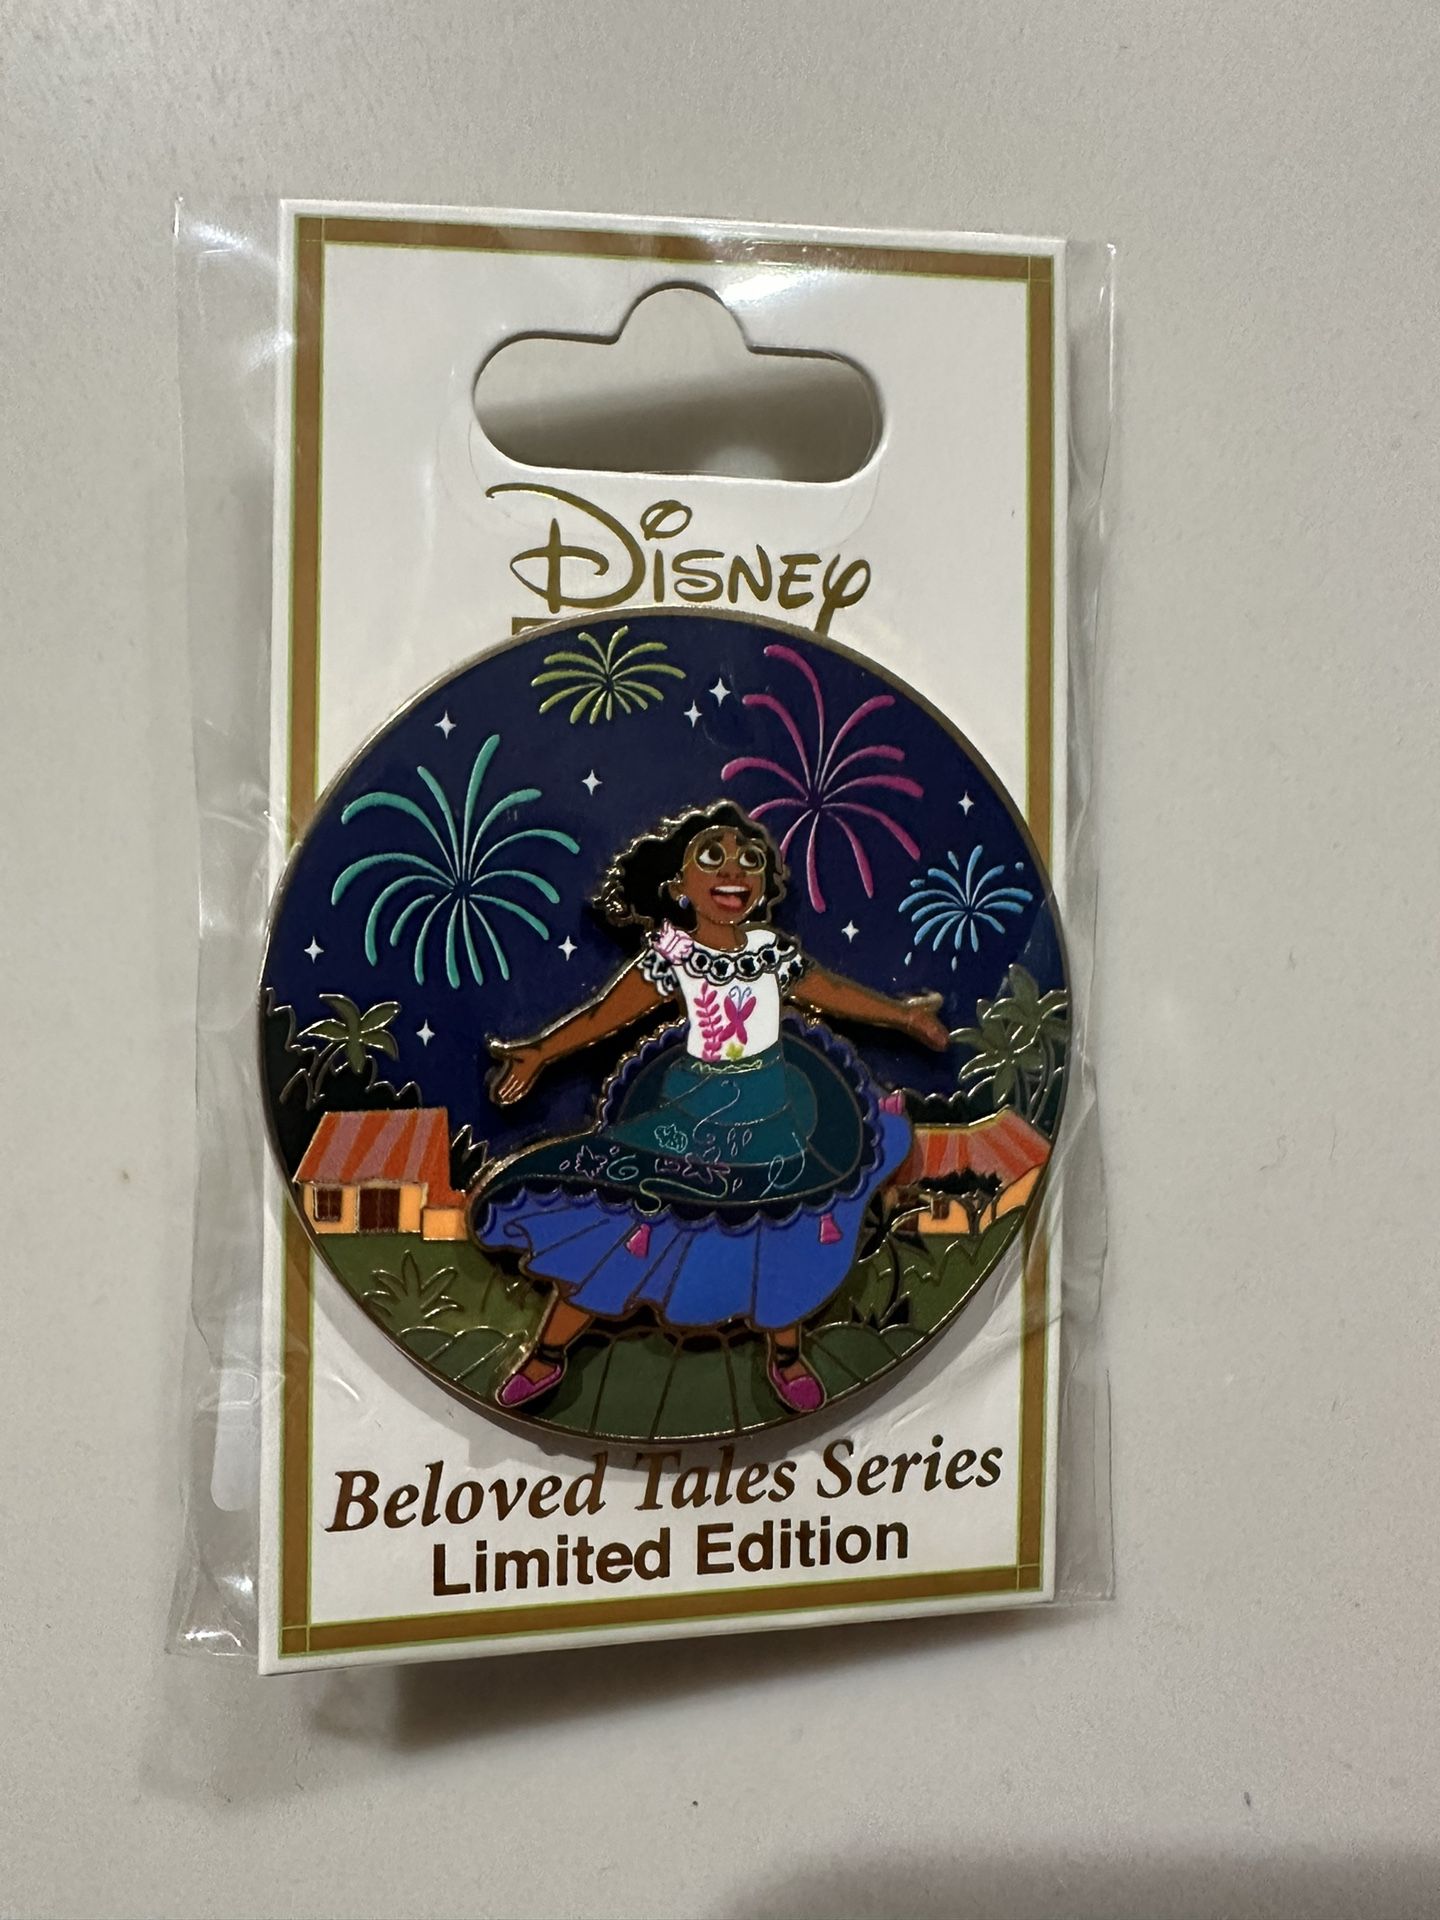 Disney
Beloved Tales Series
Limited Edition